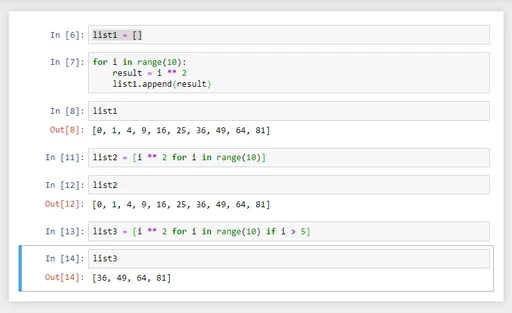 In [6]: list1 = []
In [7]: for i in range(10):
    result = i ** 2
    list1.append(result)
In [8]: list1
Out[8]: [0, 1, 4, 9, 16, 25, 36, 49, 64, 81]
In [11]: list2 = [i ** 2 for i in range(10)]
In [12]: list2
Out[12]: [0, 1, 4, 9, 16, 25, 36, 49, 64, 81]
In [13]: list3 = [i ** 2 for i in range(10) if i > 5]
In [14]: list3
Out[14]: [36, 49, 64, 81]